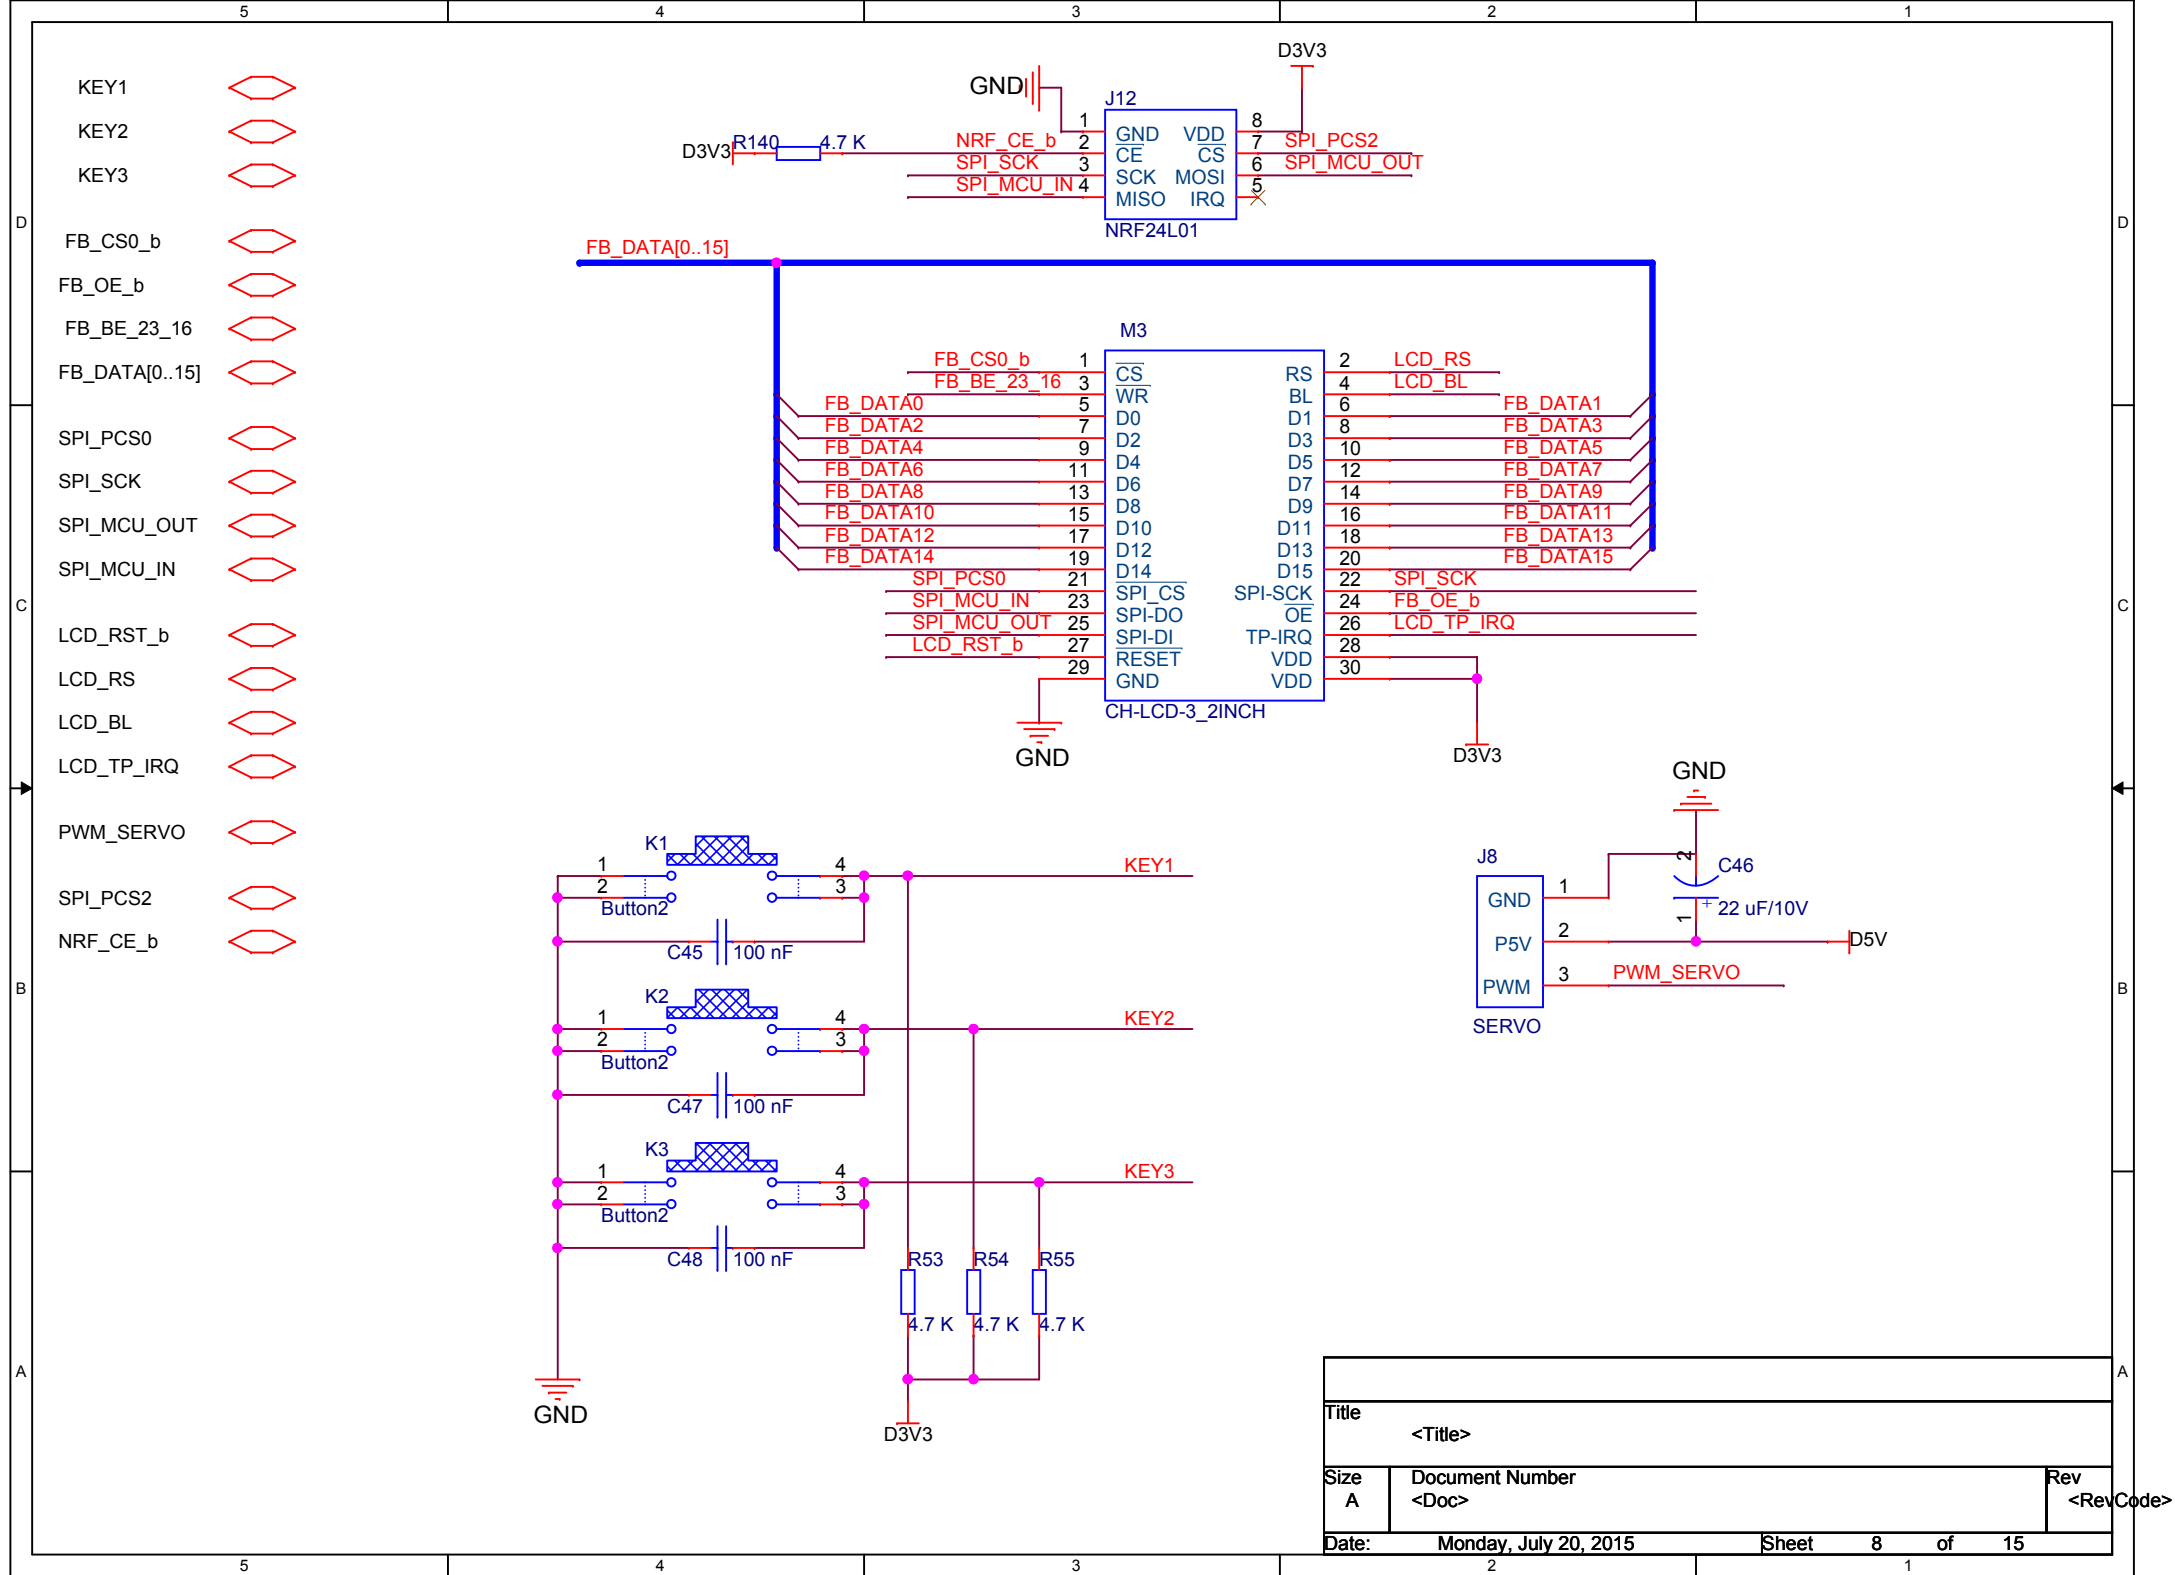 5 4 3 2 1
D
C
B
A
D
C
B
A
KEY1
KEY2
KEY3
FB_CS0_b
FB_OE_b
FB_BE_23_16
FB_DATA[0..15]
SPI_PCS0
SPI_SCK
SPI_MCU_OUT
SPI_MCU_IN
LCD_RST_b
LCD_RS
LCD_BL
LCD_TP_IRQ
PWM_SERVO
SPI_PCS2
NRF_CE_b
D3V3
GND
J12
D3V3 R140 4.7 K
1 GND VDD 8
NRF_CE_b 2 CE CS 7 SPI_PCS2
SPI_SCK 3 SCK MOSI 6 SPI_MCU_OUT
SPI_MCU_IN 4 MISO IRQ 5
NRF24L01
FB_DATA[0..15]
M3
FB_CS0_b 1 CS RS 2 LCD_RS
FB_BE_23_16 3 WR BL 4 LCD_BL
FB_DATA0 5 D0 D1 6 FB_DATA1
FB_DATA2 7 D2 D3 8 FB_DATA3
FB_DATA4 9 D4 D5 10 FB_DATA5
FB_DATA6 11 D6 D7 12 FB_DATA7
FB_DATA8 13 D8 D9 14 FB_DATA9
FB_DATA10 15 D10 D11 16 FB_DATA11
FB_DATA12 17 D12 D13 18 FB_DATA13
FB_DATA14 19 D14 D15 20 FB_DATA15
SPI_PCS0 21 SPI_CS SPI-SCK 22 SPI_SCK
SPI_MCU_IN 23 SPI-DO OE 24 FB_OE_b
SPI_MCU_OUT 25 SPI-DI TP-IRQ 26 LCD_TP_IRQ
LCD_RST_b 27 RESET VDD 28
29 GND VDD 30
CH-LCD-3_2INCH
GND
D3V3
K1
1 4 KEY1
2 3
Button2
C45 100 nF
K2
1 4 KEY2
2 3
Button2
C47 100 nF
K3
1 4 KEY3
2 3
Button2
C48 100 nF
R53 R54 R55
4.7 K 4.7 K 4.7 K
GND
D3V3
GND
J8
2 C46
GND 1
+ 22 uF/10V
1
P5V 2 D5V
PWM 3 PWM_SERVO
SERVO
Title
<Title>
Size Document Number Rev
A <Doc> <RevCode>
Date: Monday, July 20, 2015 Sheet 8 of 15
5 4 3 2 1